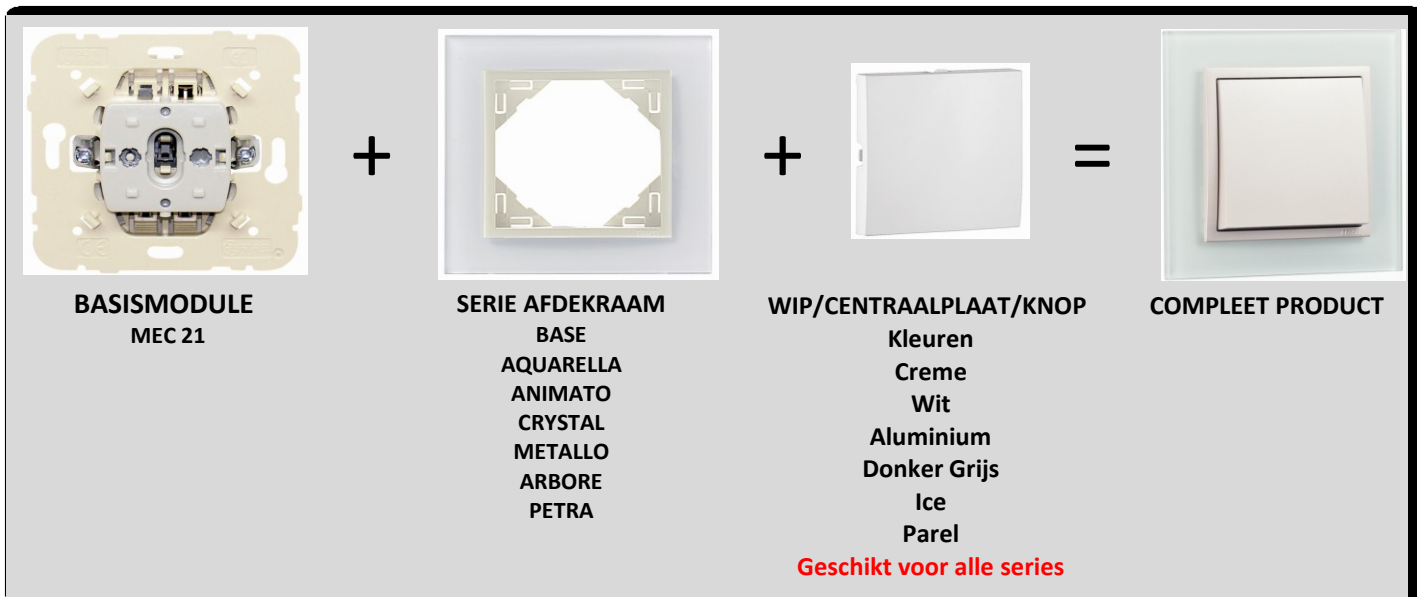 +
+
=
BASISMODULE
MEC 21
SERIE AFDEKRAAM
BASE
AQUARELLA
ANIMATO
CRYSTAL
METALLO
ARBORE
PETRA
WIP/CENTRAALPLAAT/KNOP
Kleuren
Creme
Wit
Aluminium
Donker Grijs
Ice
Parel
Geschikt voor alle series
COMPLEET PRODUCT